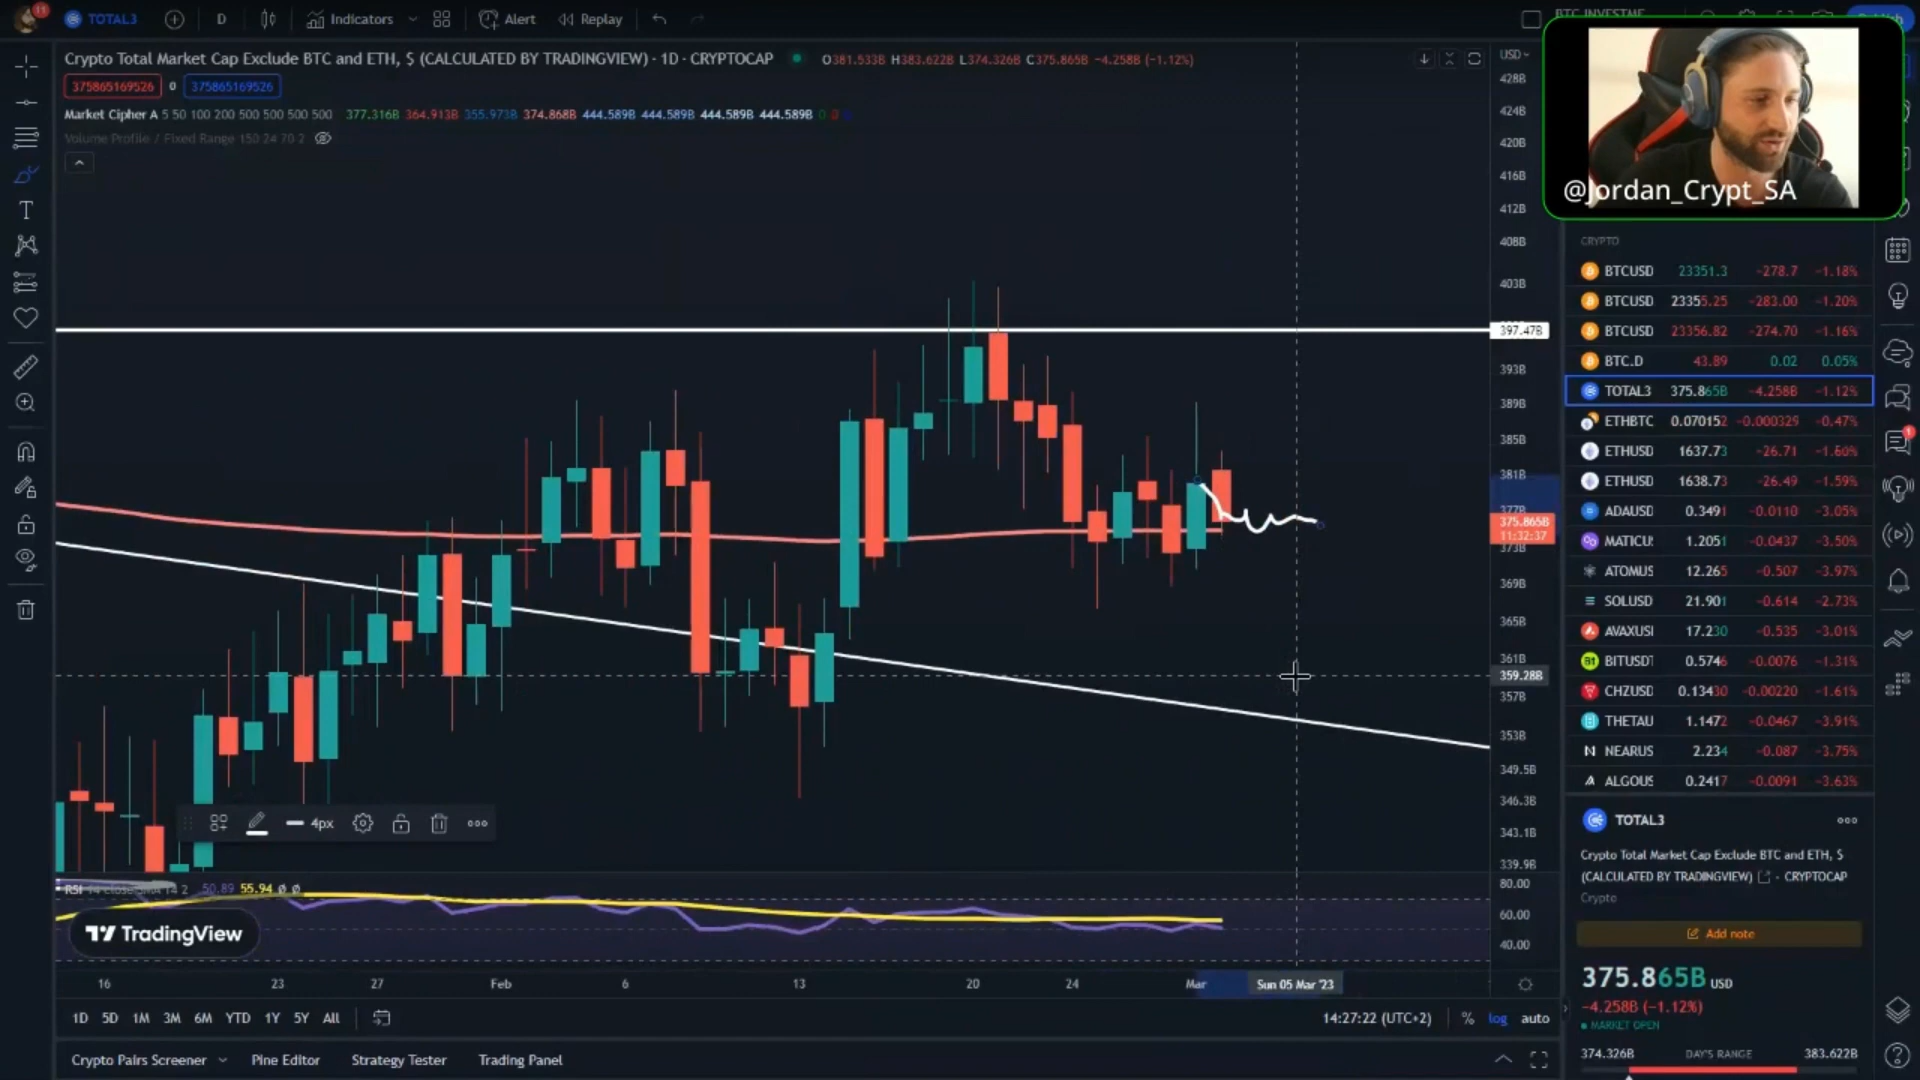 11 TOTAL3 D Indicators Alert Replay
Crypto Total Market Cap Exclude BTC and ETH, $ (CALCULATED BY TRADINGVIEW) · 1D · CRYPTOCAP O381.533B H383.622B L374.326B C375.865B -4.258B (-1.12%)
375865169526 0 375865169526
Market Cipher A 5 50 100 200 500 500 500 500 377.316B 364.913B 355.973B 374.868B 444.589B 444.589B 444.589B 444.589B 0 0
Volume Profile / Fixed Range 150 24 70 2
USD
428B
424B
420B
416B
412B
408B
403B
397.47B
393B
389B
385B
381B
377B
375.865B
11:32:37
373B
369B
365B
361B
359.28B
357B
353B
349.5B
346.3B
343.1B
339.9B
4px
RSI 14 close SMA 14 2 50.89 55.94 ø ø
80.00
60.00
40.00
TradingView
16 23 27 Feb 6 13 20 24 Mar Sun 05 Mar '23
1D 5D 1M 3M 6M YTD 1Y 5Y All 14:27:22 (UTC+2) % log auto
Crypto Pairs Screener Pine Editor Strategy Tester Trading Panel
@Jordan_Crypt_SA
CRYPTO
BTCUSD 23351.3 -278.7 -1.18%
BTCUSD 23355.25 -283.00 -1.20%
BTCUSD 23356.82 -274.70 -1.16%
BTC.D 43.89 0.02 0.05%
TOTAL3 375.865B -4.258B -1.12%
ETHBTC 0.070152 -0.000329 -0.47%
ETHUSD 1637.73 -26.71 -1.60%
ETHUSD 1638.73 -26.49 -1.59%
ADAUSD 0.3491 -0.0110 -3.05%
MATICU: 1.2051 -0.0437 -3.50%
ATOMUS 12.265 -0.507 -3.97%
SOLUSD 21.901 -0.614 -2.73%
AVAXUSI 17.230 -0.535 -3.01%
BITUSDT 0.5746 -0.0076 -1.31%
CHZUSD 0.13430 -0.00220 -1.61%
THETAU 1.1472 -0.0467 -3.91%
NEARUS 2.234 -0.087 -3.75%
ALGOUS 0.2417 -0.0091 -3.63%
TOTAL3
Crypto Total Market Cap Exclude BTC and ETH, $
(CALCULATED BY TRADINGVIEW) · CRYPTOCAP
Crypto
Add note
375.865B USD
-4.258B (-1.12%)
MARKET OPEN
374.326B DAY'S RANGE 383.622B